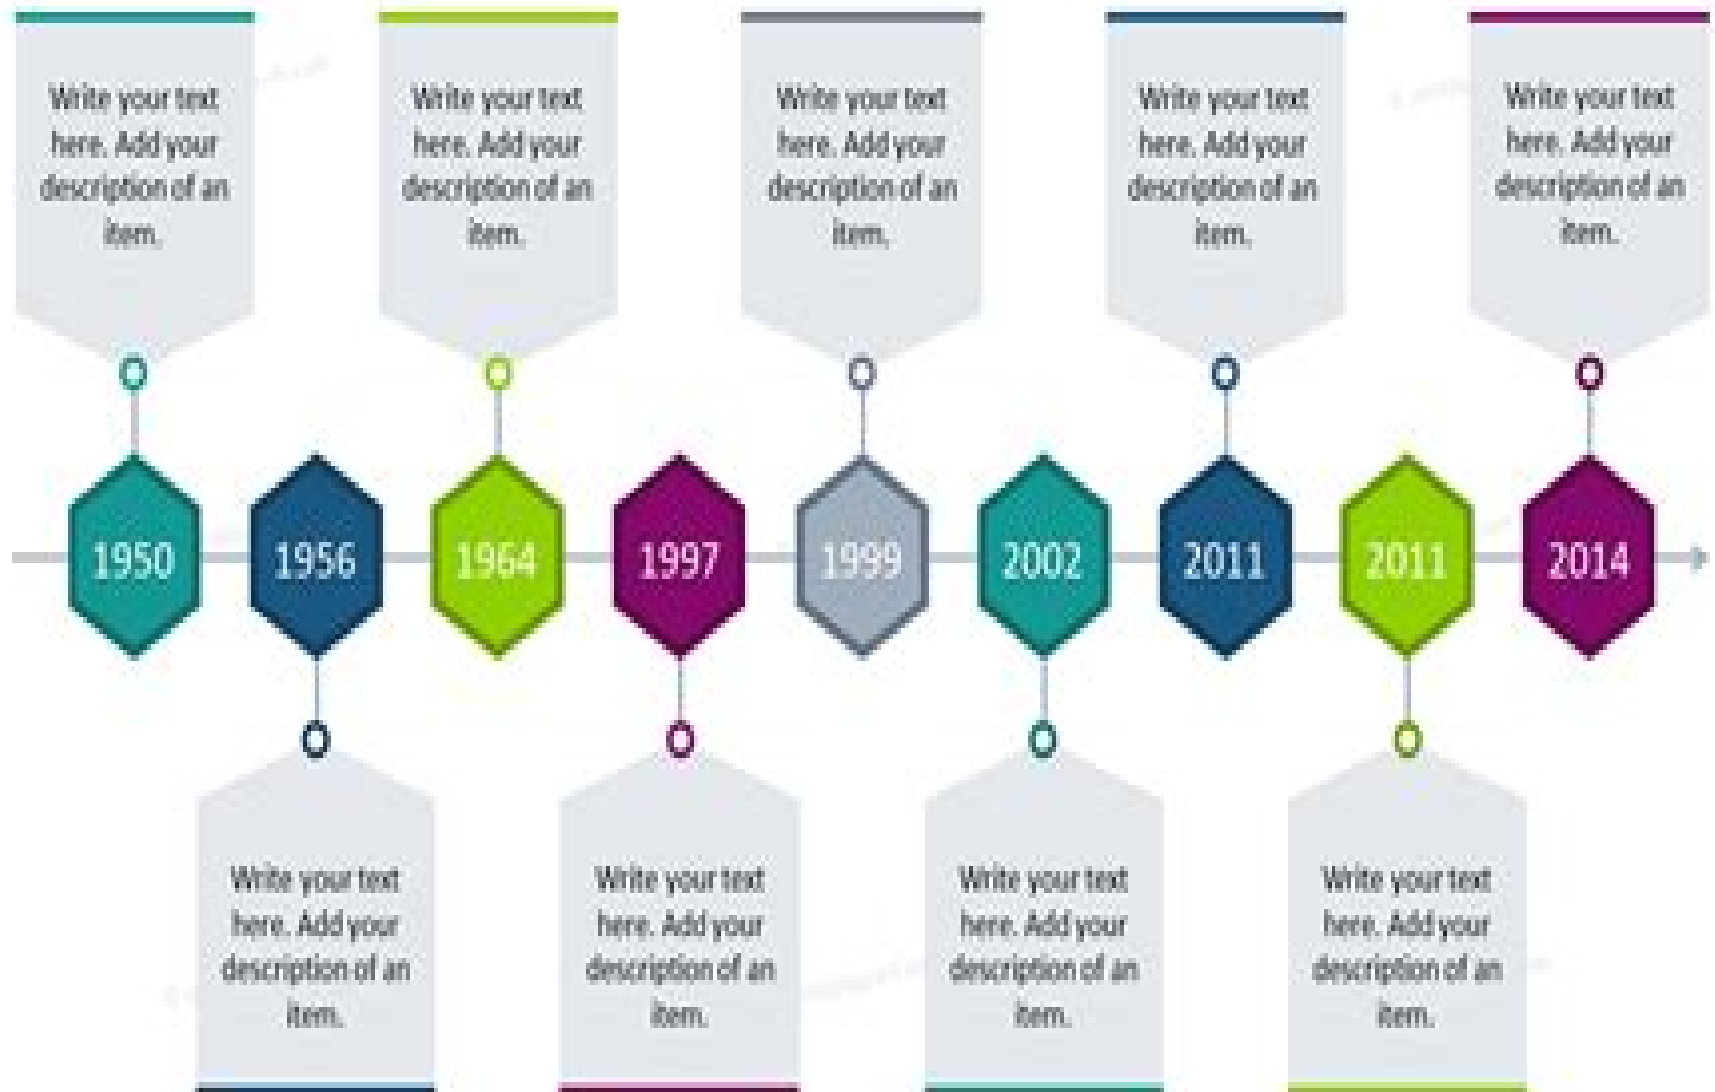 Write your text
here. Add your
description of an
item.
Write your text
here. Add your
description of an
item.
Write your text
here. Add your
description of an
item.
Write your text
here. Add your
description of an
item.
Write your text
here. Add your
description of an
item.
1950
1956
1964
1997
1999
2002
2011
2011
2014
Write your text
here. Add your
description of an
item.
Write your text
here. Add your
description of an
item.
Write your text
here. Add your
description of an
item.
Write your text
here. Add your
description of an
item.